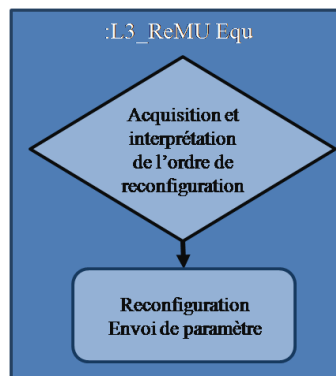 :L3_ReMU Equ
Acquisition et
interprétation
de l'ordre de
reconfiguration
Reconfiguration
Envoi de paramètre